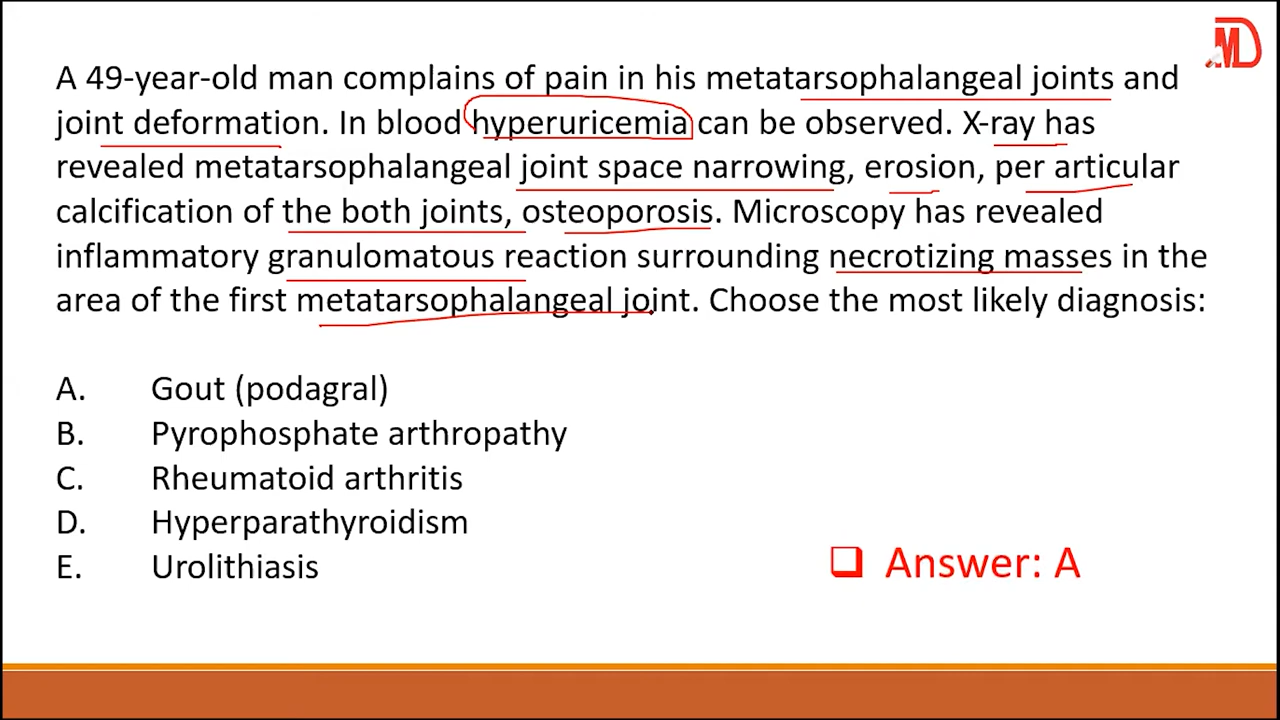 MD
A 49-year-old man complains of pain in his metatarsophalangeal joints and
joint deformation. In blood hyperuricemia can be observed. X-ray has
revealed metatarsophalangeal joint space narrowing, erosion, per articular
calcification of the both joints, osteoporosis. Microscopy has revealed
inflammatory granulomatous reaction surrounding necrotizing masses in the
area of the first metatarsophalangeal joint. Choose the most likely diagnosis:
A. Gout (podagral)
B. Pyrophosphate arthropathy
C. Rheumatoid arthritis
D. Hyperparathyroidism
E. Urolithiasis
❑ Answer: A